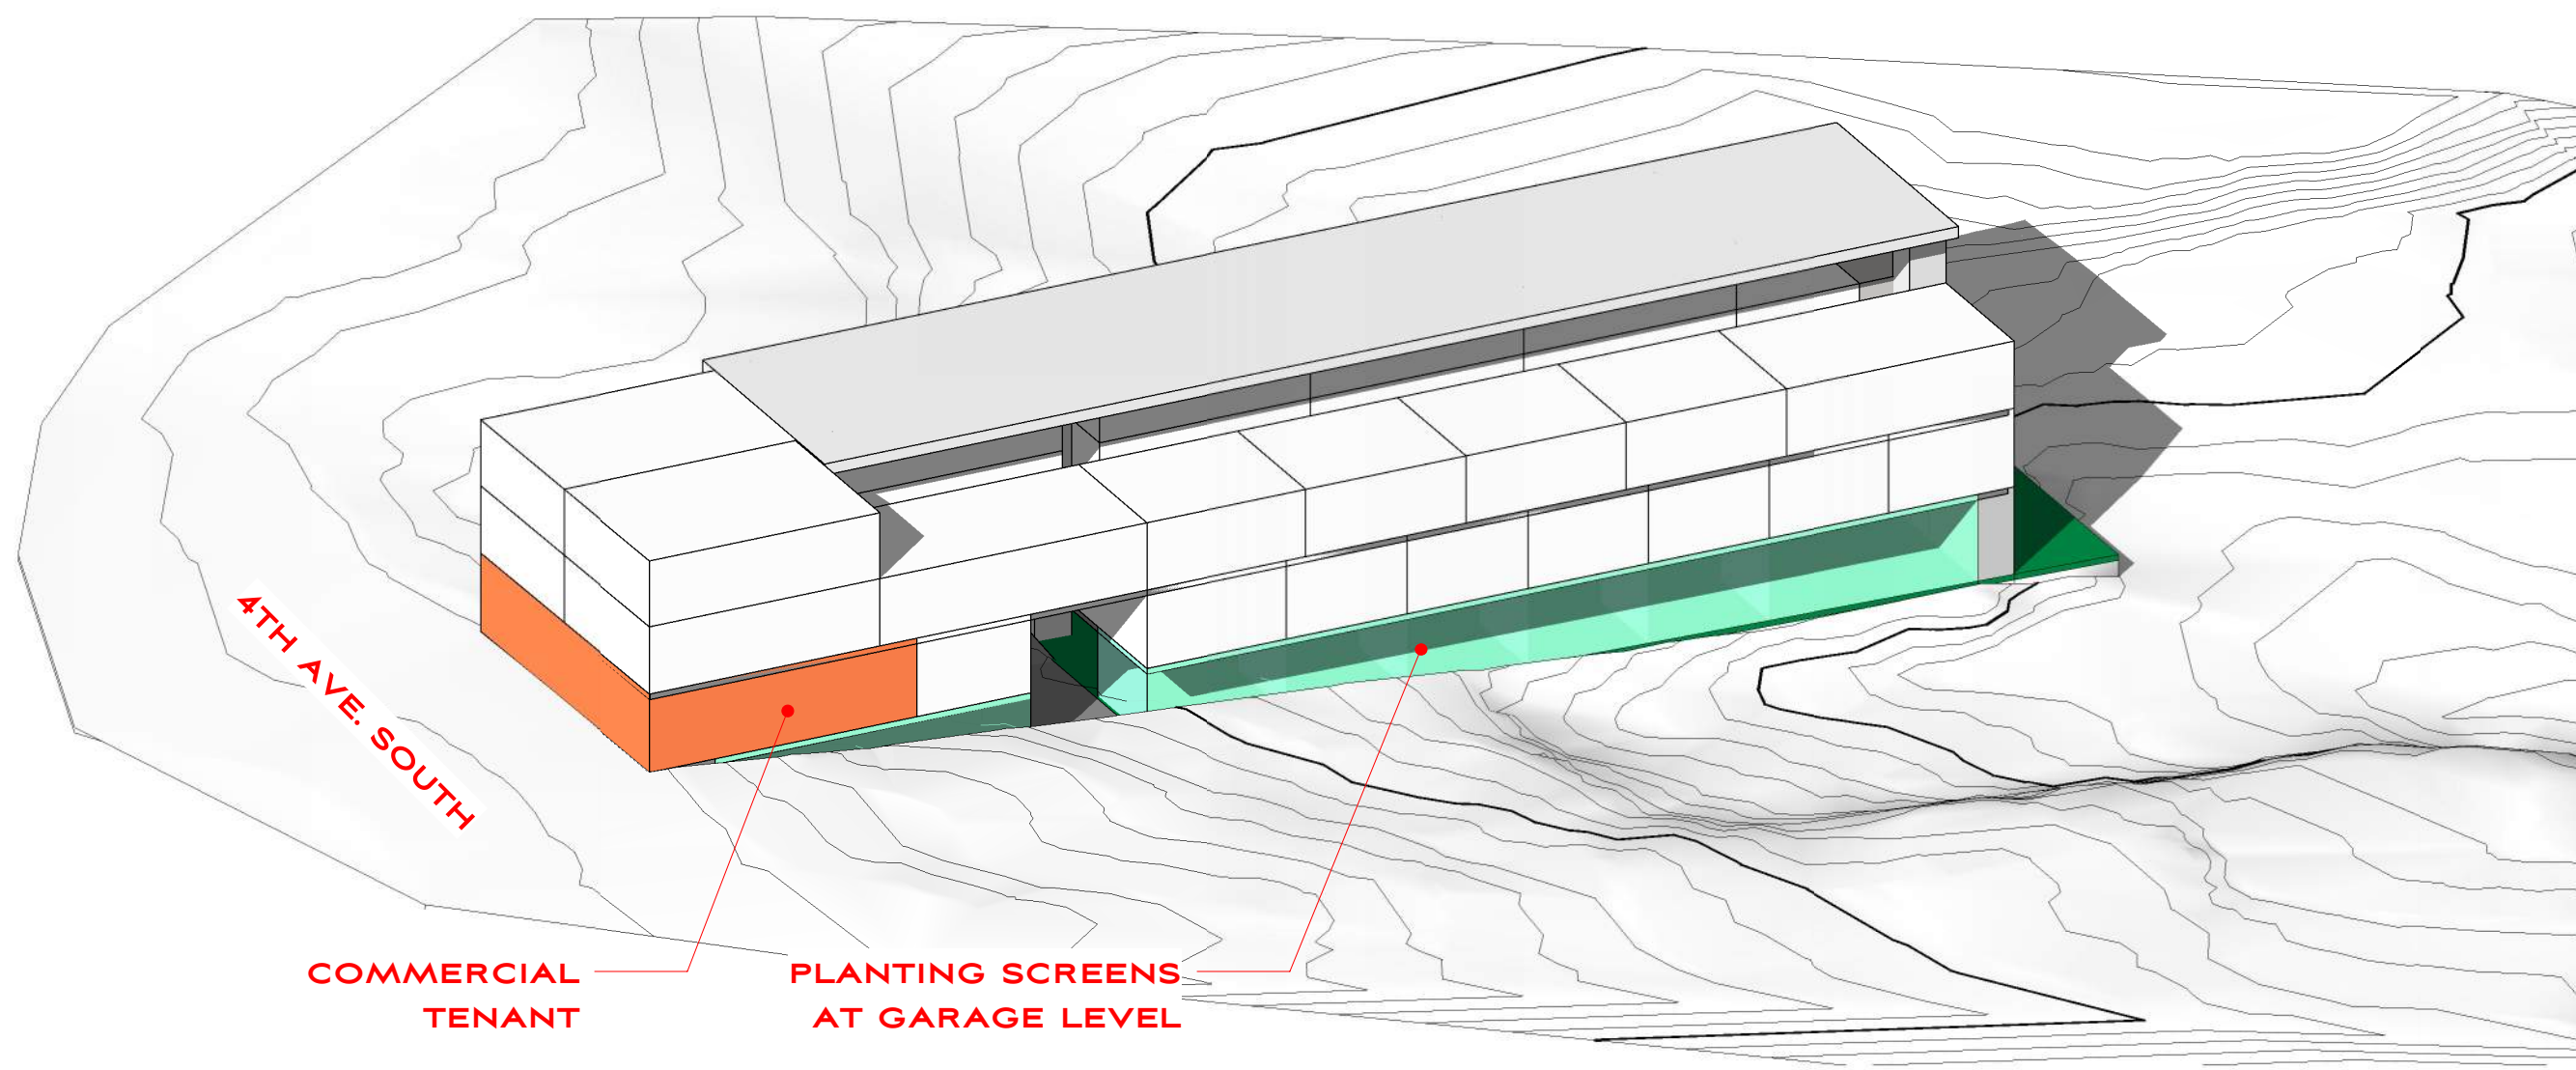 4TH AVE. SOUTH
COMMERCIAL
TENANT
PLANTING SCREENS
AT GARAGE LEVEL